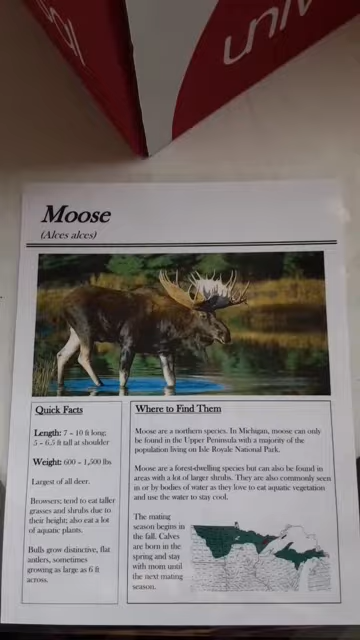 Moose
(Alces alces)
Quick Facts
Length: 7 – 10 ft long;
5 – 6.5 ft tall at shoulder
Weight: 600 – 1,500 lbs
Largest of all deer.
Browsers; tend to eat taller
grasses and shrubs due to
their height; also eat a lot
of aquatic plants.
Bulls grow distinctive, flat
antlers, sometimes
growing as large as 6 ft
across.
Where to Find Them
Moose are a northern species. In Michigan, moose can only
be found in the Upper Peninsula with a majority of the
population living on Isle Royale National Park.
Moose are a forest-dwelling species but can also be found in
areas with a lot of larger shrubs. They are also commonly seen
in or by bodies of water as they love to eat aquatic vegetation
and use the water to stay cool.
The mating
season begins in
the fall. Calves
are born in the
spring and stay
with mom until
the next mating
season.